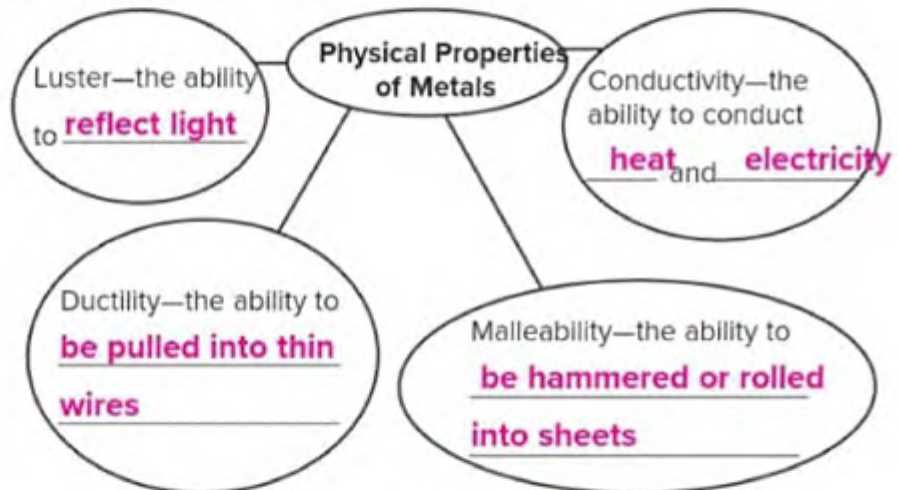 Physical Properties
of Metals
Luster—the ability
to reflect light
Conductivity—the
ability to conduct
heat and electricity
Ductility—the ability to
be pulled into thin
wires
Malleability—the ability to
be hammered or rolled
into sheets